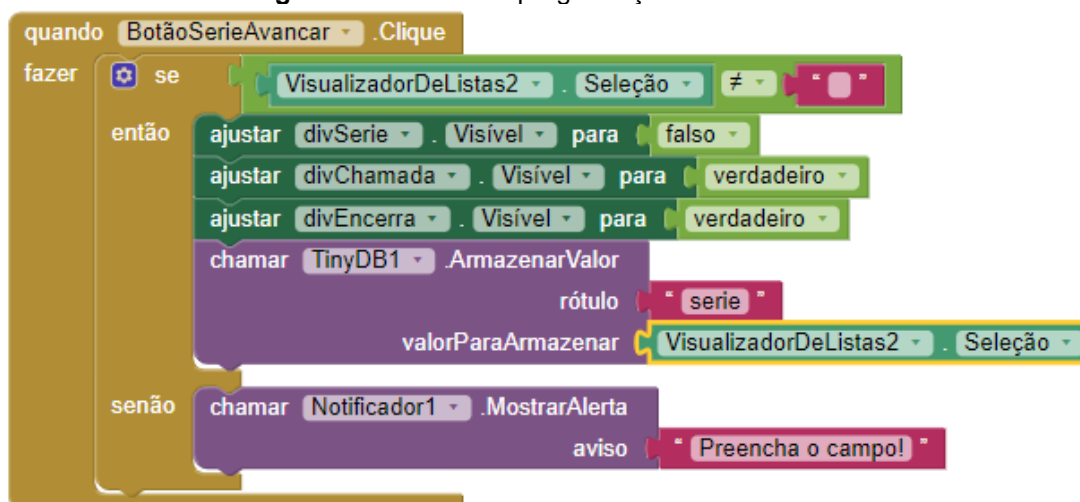 quando BotãoSerieAvancar .Clique
fazer se VisualizadorDeListas2 . Seleção ≠ " "
então ajustar divSerie . Visível para falso
ajustar divChamada . Visível para verdadeiro
ajustar divEncerra . Visível para verdadeiro
chamar TinyDB1 .ArmazenarValor
rótulo " serie "
valorParaArmazenar VisualizadorDeListas2 . Seleção
senão chamar Notificador1 .MostrarAlerta
aviso " Preencha o campo! "